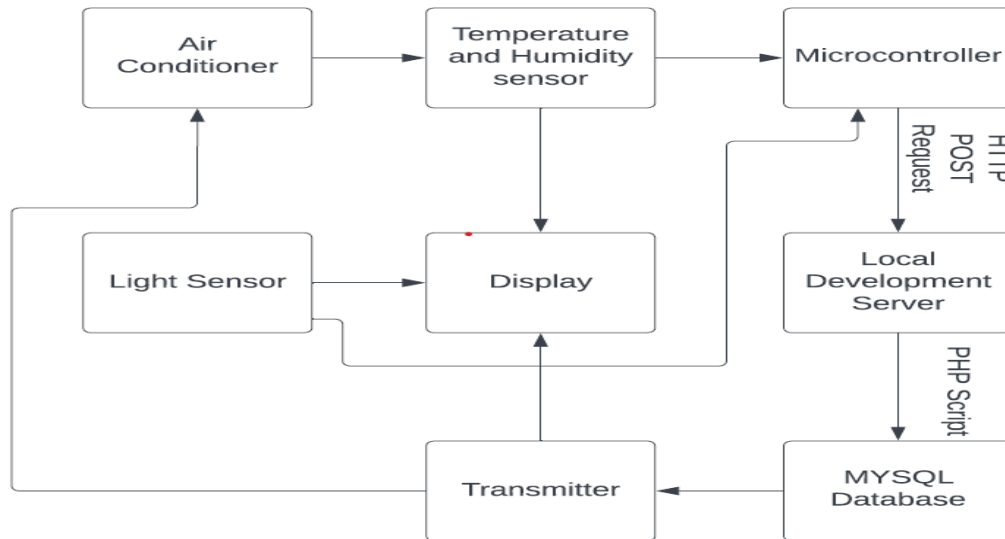 Air
Conditioner
Temperature
and Humidity
sensor
Microcontroller
HTTP
POST
Request
Light Sensor
Display
Local
Development
Server
PHP Script
Transmitter
MYSQL
Database